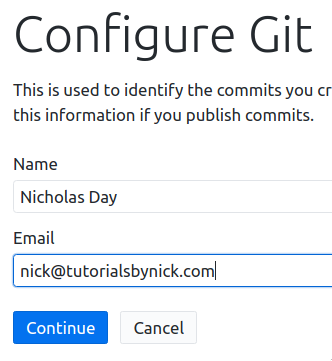 Configure Git
This is used to identify the commits you cr
this information if you publish commits.
Name
Nicholas Day
Email
nick@tutorialsbynick.com
Continue Cancel